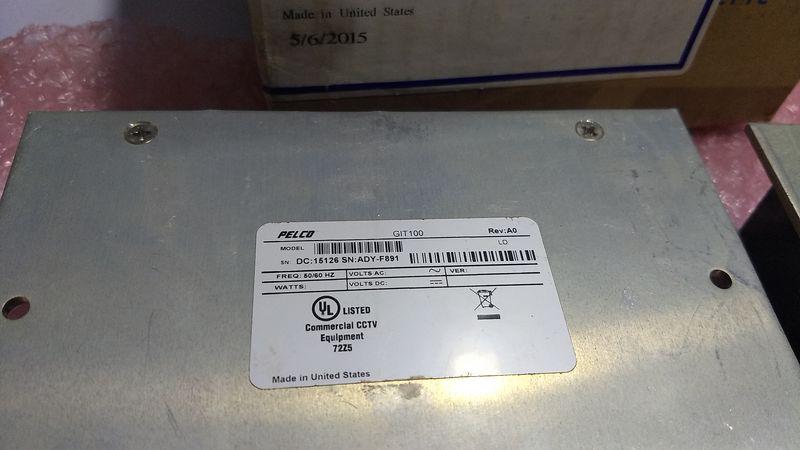 Made in United States
5/6/2015
PELCO GIT100 Rev:A0
MODEL LO
SN: DC:15126 SN:ADY-F891
FREQ: 50/60 HZ VOLTS AC: VER:
WATTS: VOLTS DC:
UL LISTED
Commercial CCTV
Equipment
72Z5
Made in United States